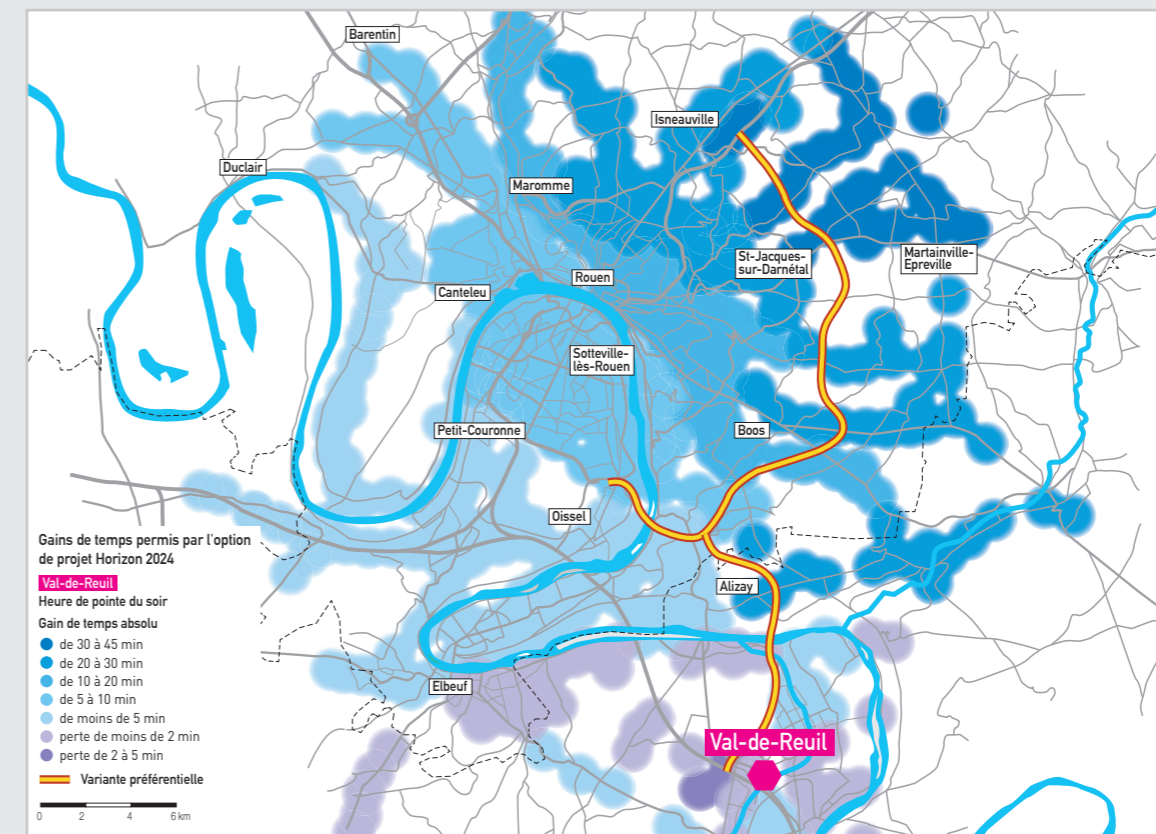 Barentin
Isneauville
Duclair
Maromme
St-Jacques-
sur-Darnétal
Martainville-
Epreville
Rouen
Canteleu
Sotteville-
lès-Rouen
Petit-Couronne
Boos
Oissel
Alizay
Elbeuf
Val-de-Reuil
Gains de temps permis par l'option
de projet Horizon 2024
Val-de-Reuil
Heure de pointe du soir
Gain de temps absolu
de 30 à 45 min
de 20 à 30 min
de 10 à 20 min
de 5 à 10 min
de moins de 5 min
perte de moins de 2 min
perte de 2 à 5 min
Variante préférentielle
0 2 4 6 km